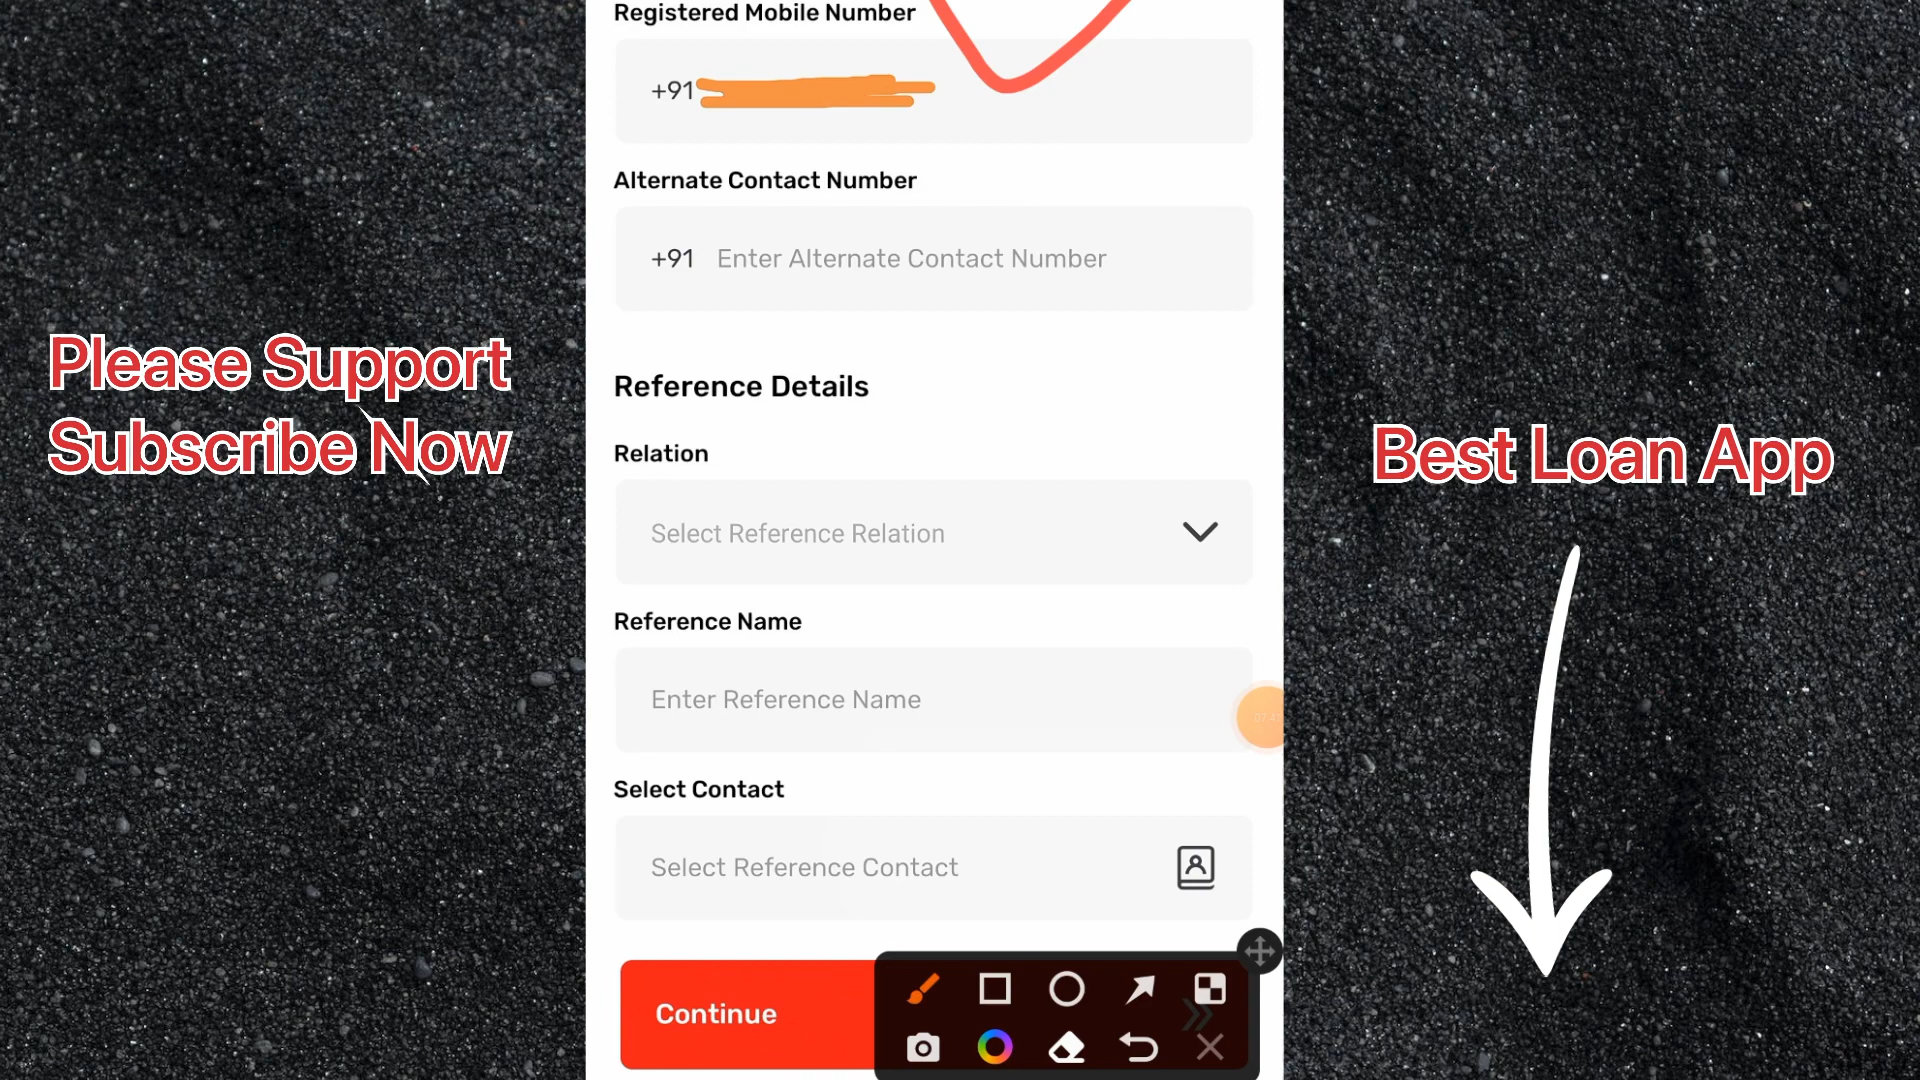 Registered Mobile Number
+91
Alternate Contact Number
+91 Enter Alternate Contact Number
Reference Details
Relation
Select Reference Relation
Reference Name
Enter Reference Name
Select Contact
Select Reference Contact
Continue
Please Support
Subscribe Now
Best Loan App